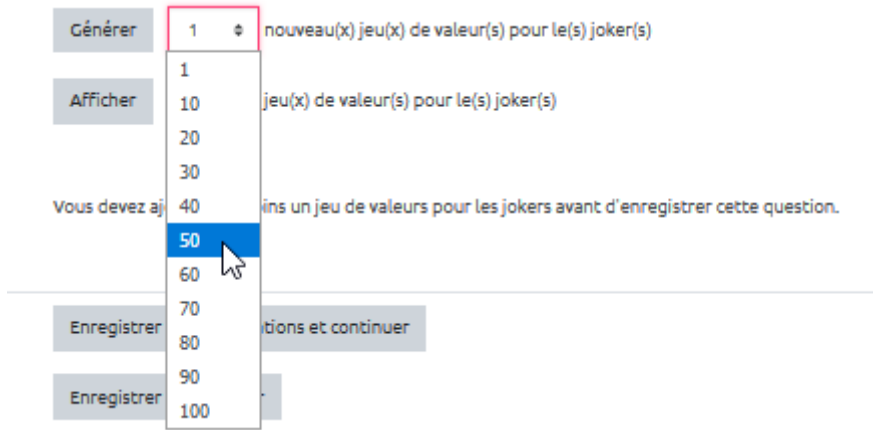 Générer 1 nouveau(x) jeu(x) de valeur(s) pour le(s) joker(s)
1
Afficher 10 jeu(x) de valeur(s) pour le(s) joker(s)
20
30
Vous devez aj 40 ins un jeu de valeurs pour les jokers avant d'enregistrer cette question.
50
60
70
Enregistrer tions et continuer
80
90
Enregistrer
100